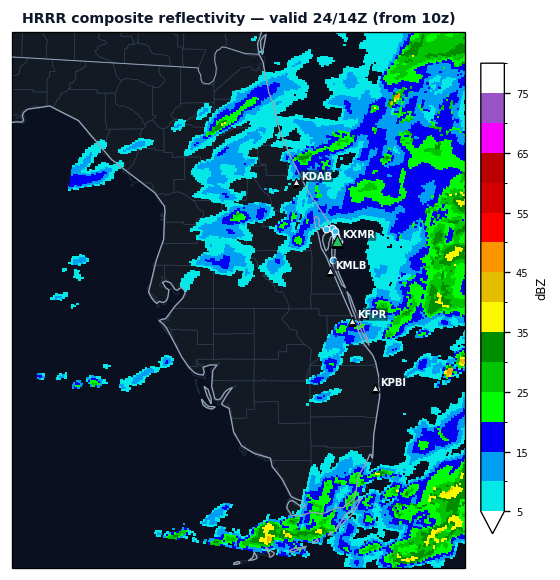 HRRR composite reflectivity — valid 24/14Z (from 10z)
KDAB
KXMR
KMLB
KFPR
KPBI
75
65
55
45
35
25
15
5
dBZ